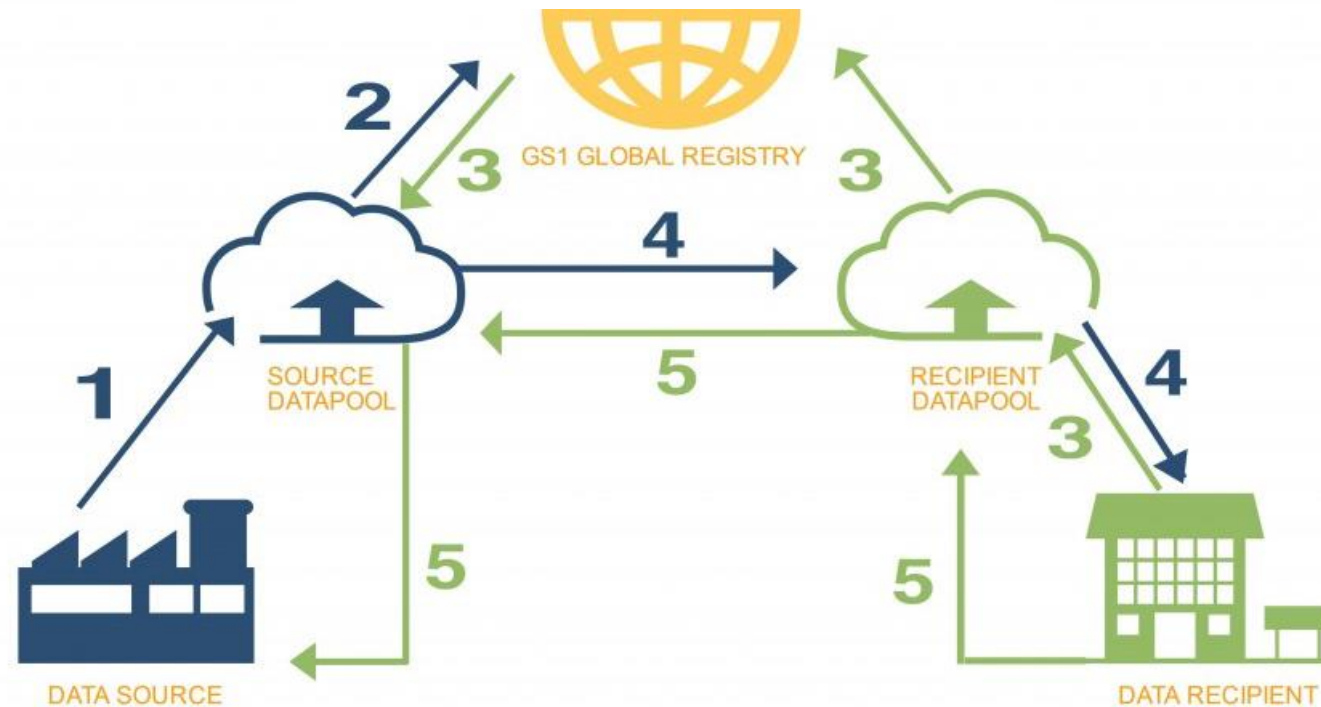 2
3
GS1 GLOBAL REGISTRY
3
4
1
SOURCE
DATAPOOL
5
RECIPIENT
DATAPOOL
4
3
5
5
DATA SOURCE
DATA RECIPIENT